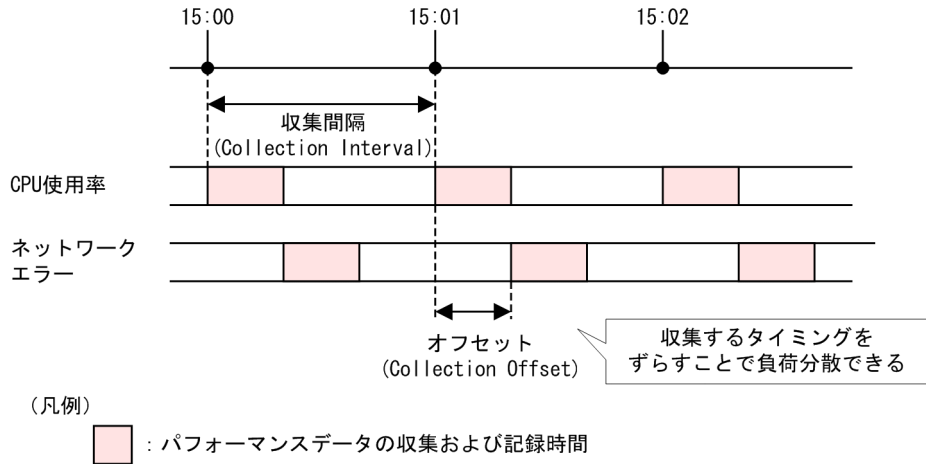 15:00
15:01
15:02
収集間隔
(Collection Interval)
CPU使用率
ネットワーク
エラー
オフセット
(Collection Offset)
収集するタイミングを
ずらすことで負荷分散できる
(凡例)
：パフォーマンスデータの収集および記録時間